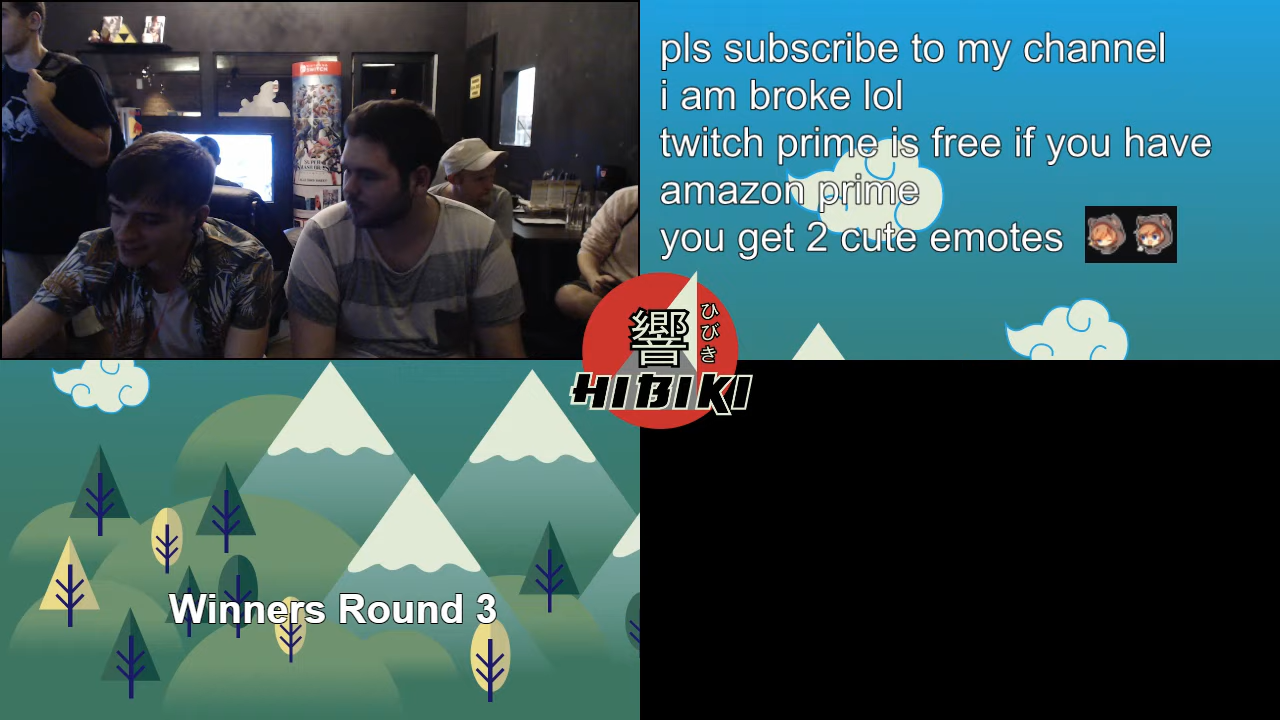 pls subscribe to my channel
i am broke lol
twitch prime is free if you have
amazon prime
you get 2 cute emotes
響
ひびき
HIBIKI
Winners Round 3